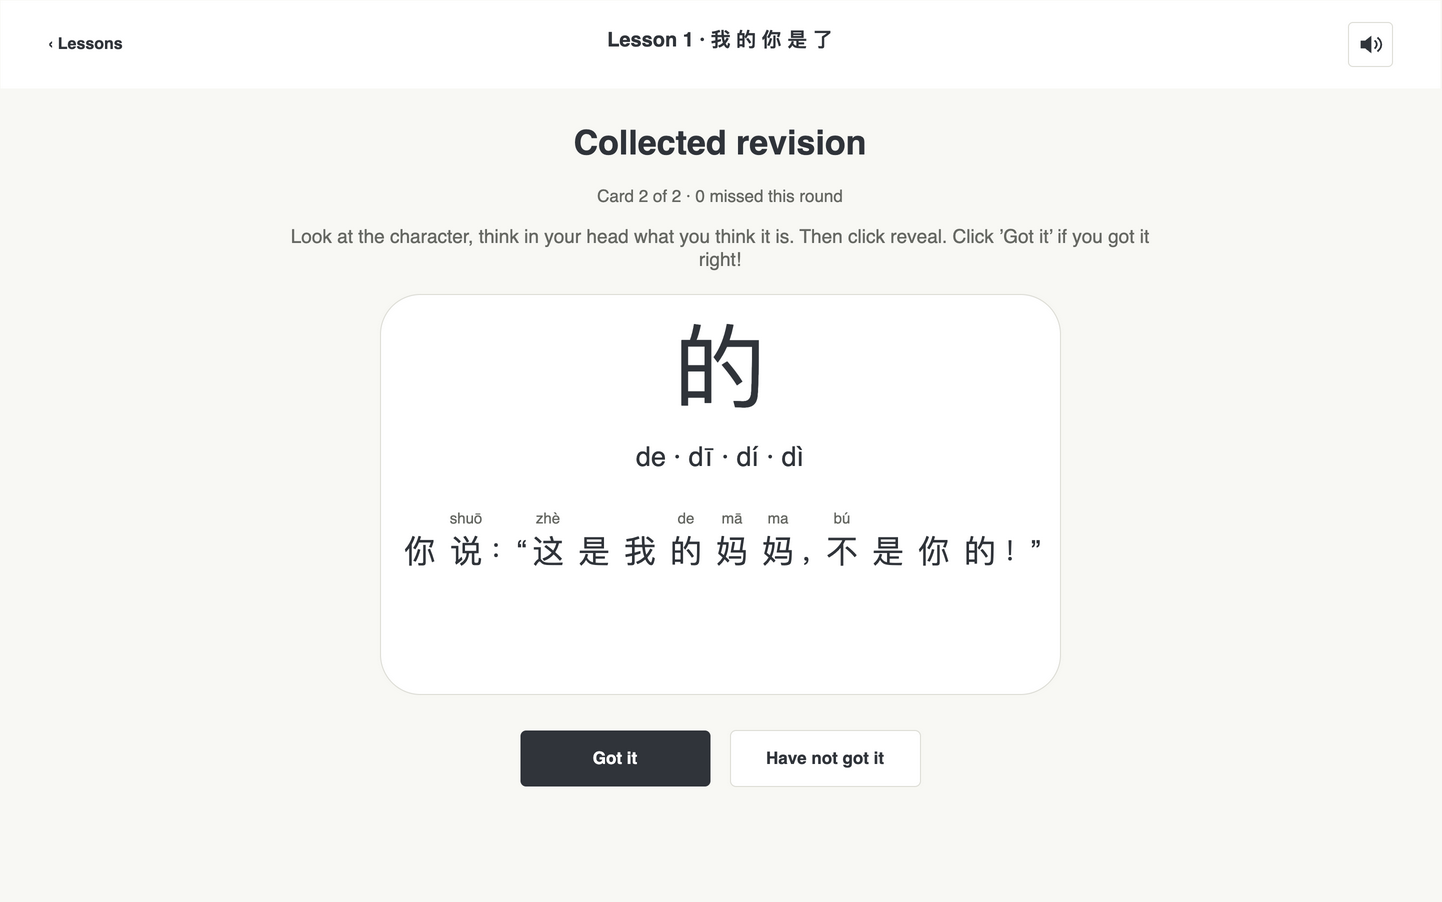 ‹ Lessons
Lesson 1 · 我 的 你 是 了
Collected revision
Card 2 of 2 · 0 missed this round
Look at the character, think in your head what you think it is. Then click reveal. Click ’Got it’ if you got it
right!
的
de · dī · dí · dì
shuō zhè de mā ma bú
你 说：“这 是 我 的 妈 妈，不 是 你 的！”
Got it
Have not got it